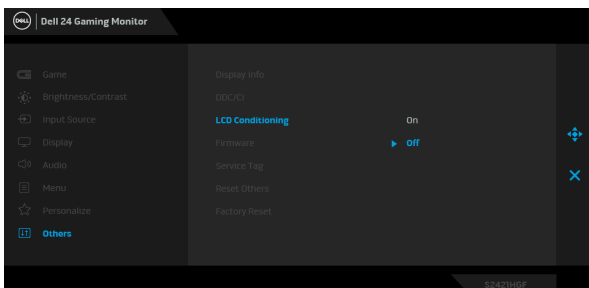 DELL Dell 24 Gaming Monitor
Game
Brightness/Contrast
Input Source
Display
Audio
Menu
Personalize
Others
Display Info
DDC/CI
LCD Conditioning
On
Firmware
Off
Service Tag
Reset Others
Factory Reset
S2421HGF